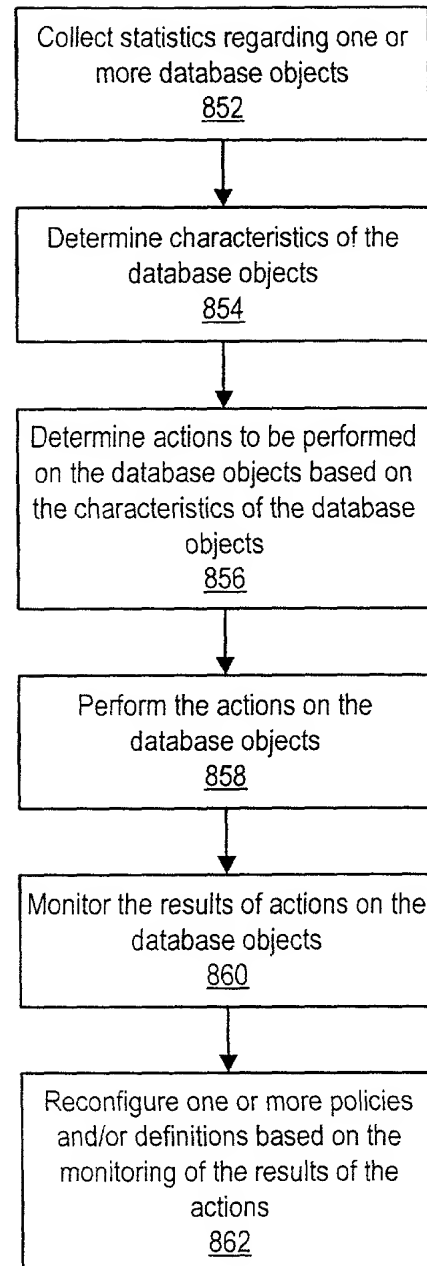 Collect statistics regarding one or
more database objects
852
Determine characteristics of the
database objects
854
Determine actions to be performed
on the database objects based on
the characteristics of the database
objects
856
Perform the actions on the
database objects
858
Monitor the results of actions on the
database objects
860
Reconfigure one or more policies
and/or definitions based on the
monitoring of the results of the
actions
862